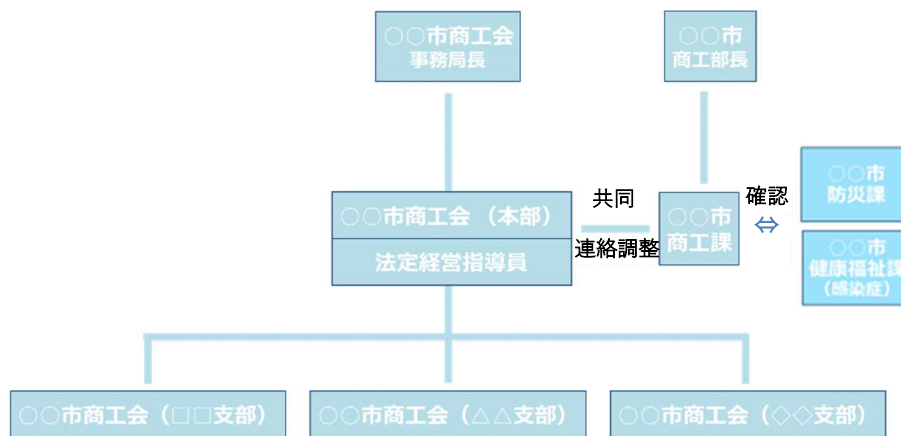 ○○市商工会
事務局長
○○市
商工部長
○○市商工会 （本部）
法定経営指導員
共同
連絡調整
○○市
商工課
確認
⇔
○○市
防災課
○○市
健康福祉課
（感染症）
○○市商工会（□□支部）
○○市商工会（△△支部）
○○市商工会（◇◇支部）